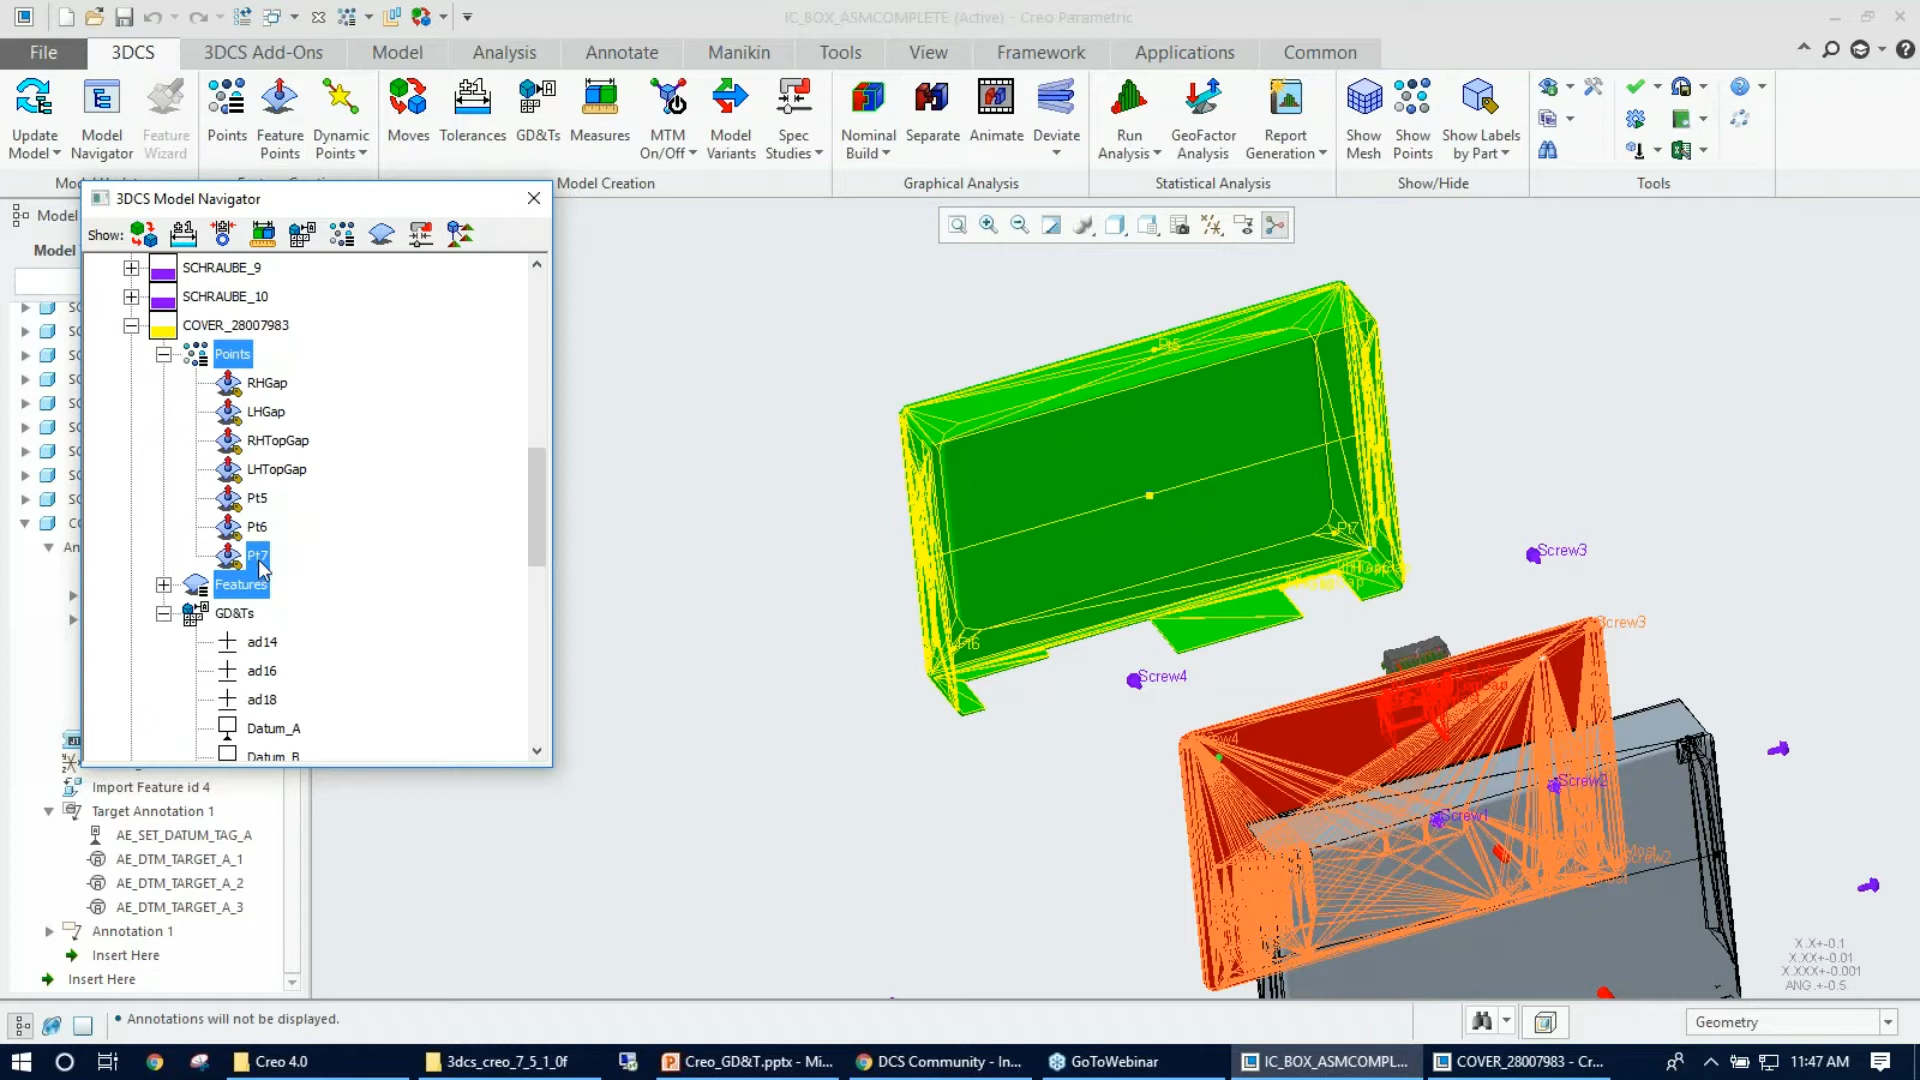 IC_BOX_ASMCOMPLETE (Active) - Creo Parametric
File
3DCS
3DCS Add-Ons
Model
Analysis
Annotate
Manikin
Tools
View
Framework
Applications
Common
Update Model
Model Navigator
Feature Wizard
Points
Feature Points
Dynamic Points
Moves
Tolerances
GD&Ts
Measures
MTM On/Off
Model Variants
Spec Studies
Nominal Build
Separate
Animate
Deviate
Run Analysis
GeoFactor Analysis
Report Generation
Show Mesh
Show Points
Show Labels by Part
Model Creation
Graphical Analysis
Statistical Analysis
Show/Hide
Tools
Model
Model
3DCS Model Navigator
Show:
SCHRAUBE_9
SCHRAUBE_10
COVER_28007983
Points
RHGap
LHGap
RHTopGap
LHTopGap
Pt5
Pt6
Pt7
Features
GD&Ts
ad14
ad16
ad18
Datum_A
Datum_B
Import Feature id 4
Target Annotation 1
AE_SET_DATUM_TAG_A
AE_DTM_TARGET_A_1
AE_DTM_TARGET_A_2
AE_DTM_TARGET_A_3
Annotation 1
Insert Here
Insert Here
Pt5
Pt7
Pt6
Screw3
Screw4
Screw3
Screw2
Screw1
Screw2
X.X+-0.1
X.XX+-0.01
X.XXX+-0.001
ANG.+-0.5
• Annotations will not be displayed.
Geometry
Creo 4.0
3dcs_creo_7_5_1_0f
Creo_GD&T.pptx - Mi...
DCS Community - In...
GoToWebinar
IC_BOX_ASMCOMPL...
COVER_28007983 - Cr...
11:47 AM